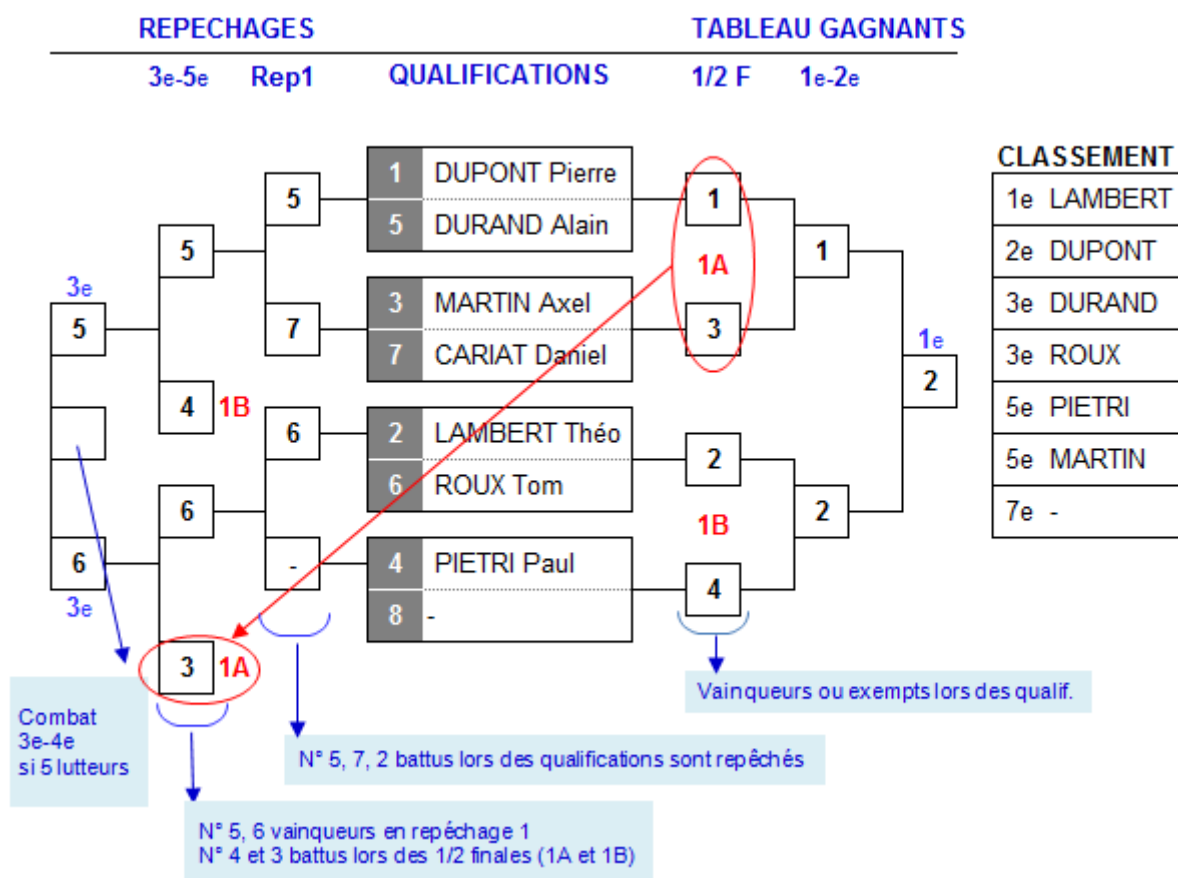 REPECHAGES
TABLEAU GAGNANTS
3e-5e Rep1 QUALIFICATIONS 1/2 F 1e-2e
CLASSEMENT
1 DUPONT Pierre
5 DURAND Alain
3 MARTIN Axel
7 CARIAT Daniel
2 LAMBERT Théo
6 ROUX Tom
4 PIETRI Paul
8 -
5
7
6
-
5
4 1B
6
3 1A
3e
5
6
3e
1
1A
3
2
1B
4
1
2
1e
2
1e LAMBERT
2e DUPONT
3e DURAND
3e ROUX
5e PIETRI
5e MARTIN
7e -
Combat
3e-4e
si 5 lutteurs
Vainqueurs ou exempts lors des qualif.
N° 5, 7, 2 battus lors des qualifications sont repêchés
N° 5, 6 vainqueurs en repéchage 1
N° 4 et 3 battus lors des 1/2 finales (1A et 1B)